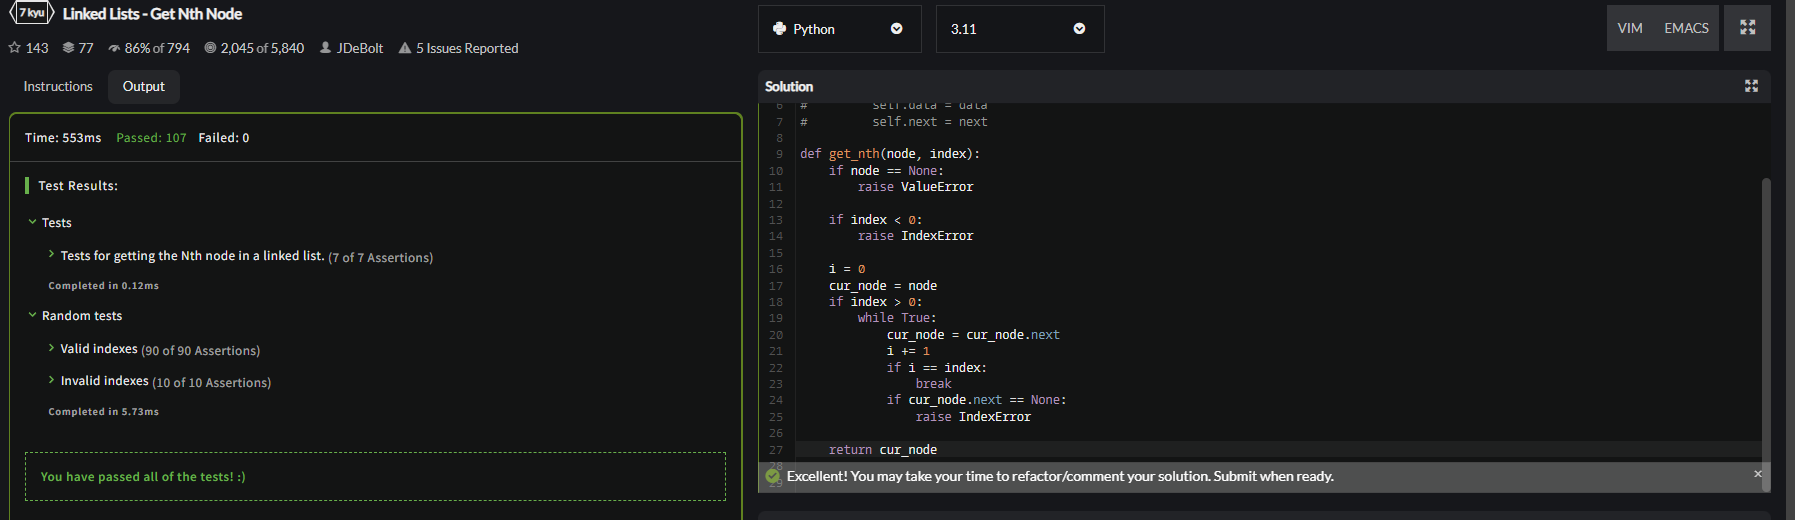 7 kyu Linked Lists - Get Nth Node
143 77 86% of 794 2,045 of 5,840 JDeBolt 5 Issues Reported
Instructions Output
Time: 553ms Passed: 107 Failed: 0
Test Results:
Tests
Tests for getting the Nth node in a linked list. (7 of 7 Assertions)
Completed in 0.12ms
Random tests
Valid indexes (90 of 90 Assertions)
Invalid indexes (10 of 10 Assertions)
Completed in 5.73ms
You have passed all of the tests! :)
Python 3.11 VIM EMACS
Solution
6 # self.data = data
7 # self.next = next
8
9 def get_nth(node, index):
10 if node == None:
11 raise ValueError
12
13 if index < 0:
14 raise IndexError
15
16 i = 0
17 cur_node = node
18 if index > 0:
19 while True:
20 cur_node = cur_node.next
21 i += 1
22 if i == index:
23 break
24 if cur_node.next == None:
25 raise IndexError
26
27 return cur_node
28
Excellent! You may take your time to refactor/comment your solution. Submit when ready. ×
29